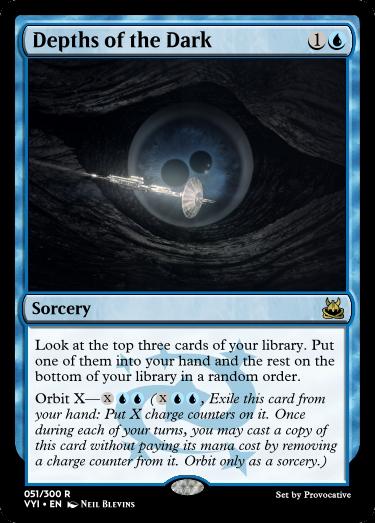 Depths of the Dark 1
Sorcery
Look at the top three cards of your library. Put
one of them into your hand and the rest on the
bottom of your library in a random order.
Orbit X—X ( X , Exile this card from
your hand: Put X charge counters on it. Once
during each of your turns, you may cast a copy of
this card without paying its mana cost by removing
a charge counter from it. Orbit only as a sorcery.)
051/300 R
VYI • EN Neil Blevins
Set by Provocative